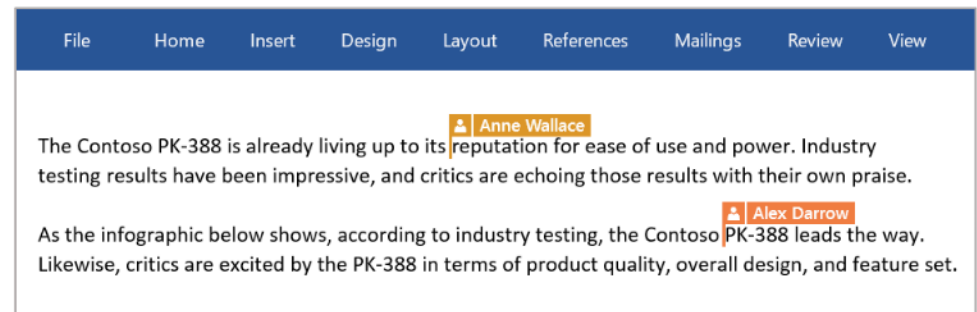 File Home Insert Design Layout References Mailings Review View
Anne Wallace
The Contoso PK-388 is already living up to its reputation for ease of use and power. Industry
testing results have been impressive, and critics are echoing those results with their own praise.
Alex Darrow
As the infographic below shows, according to industry testing, the Contoso PK-388 leads the way.
Likewise, critics are excited by the PK-388 in terms of product quality, overall design, and feature set.